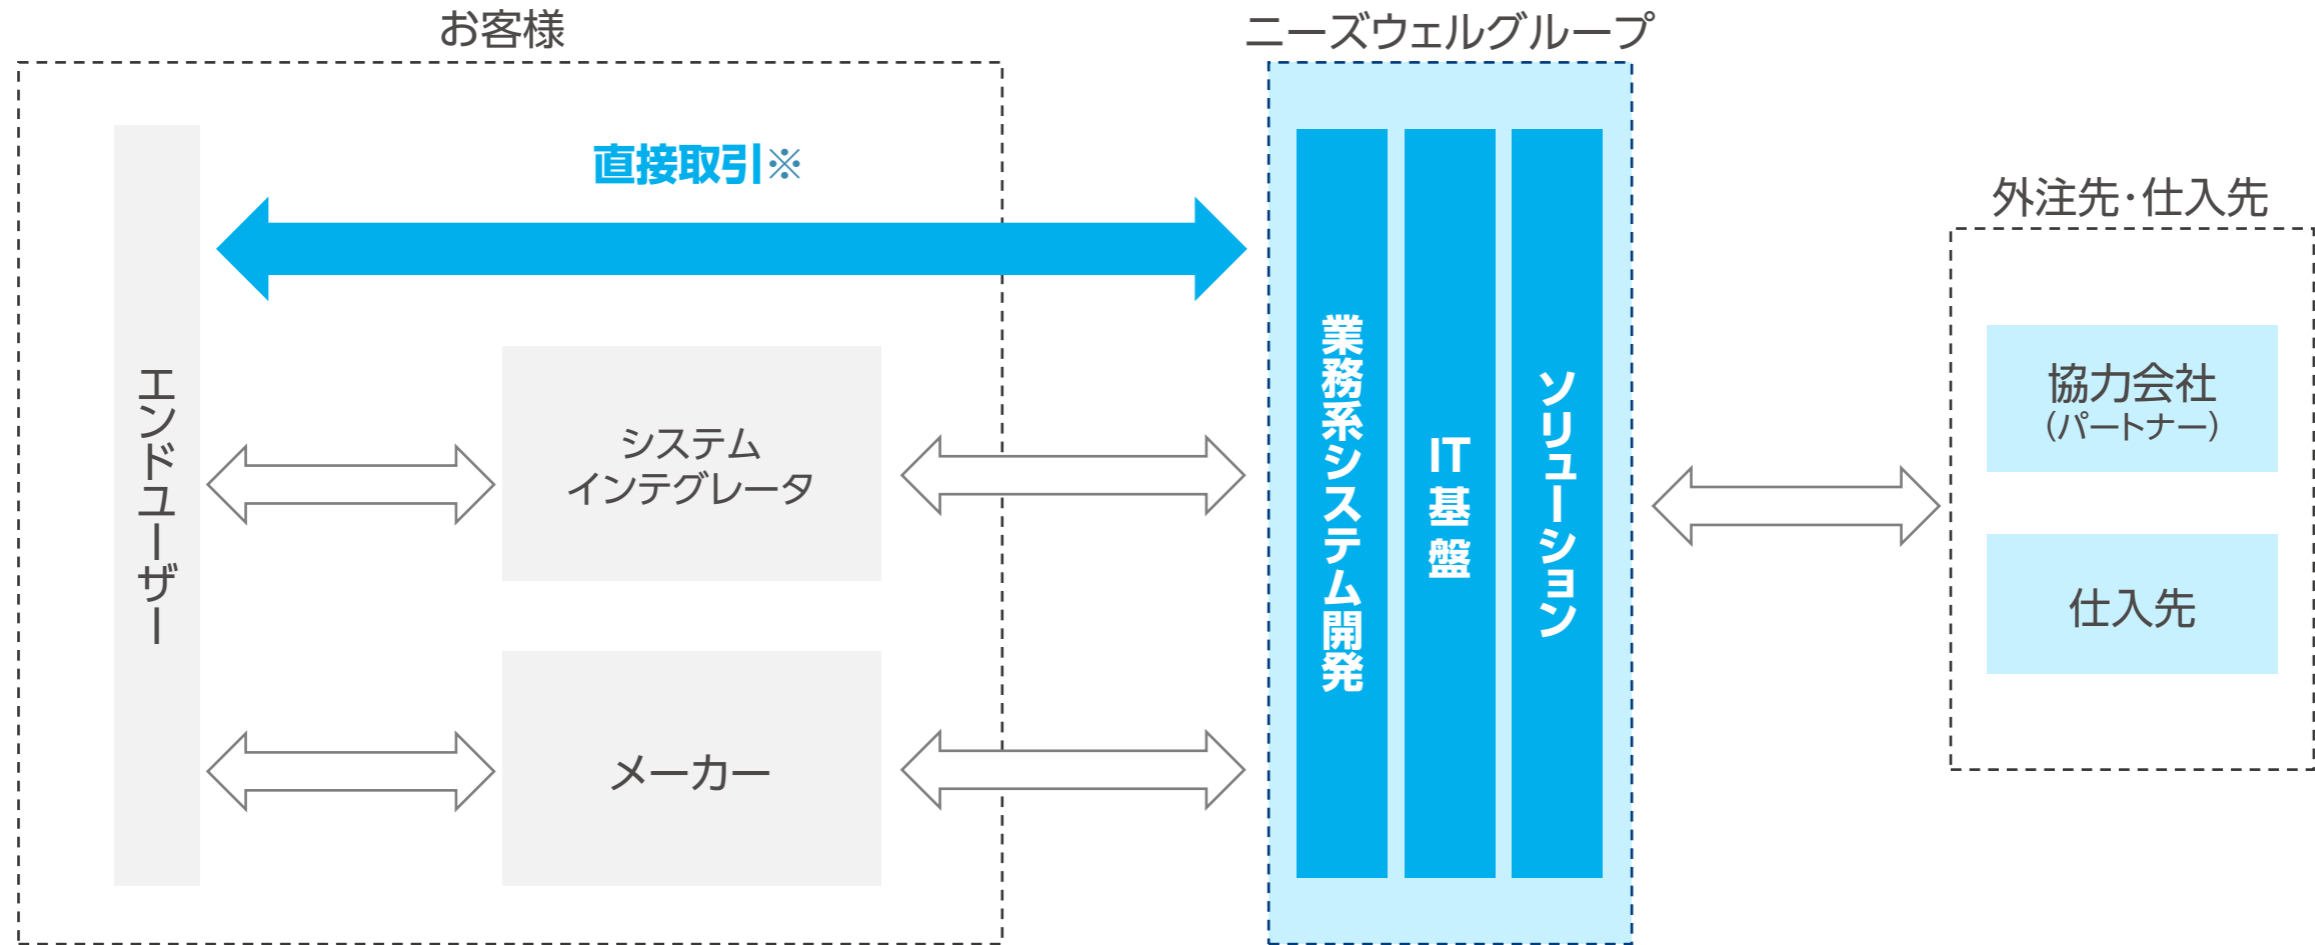 お客様
ニーズウェルグループ
直接取引※
外注先・仕入先
エンドユーザー
システム
インテグレータ
メーカー
業務系システム開発
IT基盤
ソリューション
協力会社
（パートナー）
仕入先